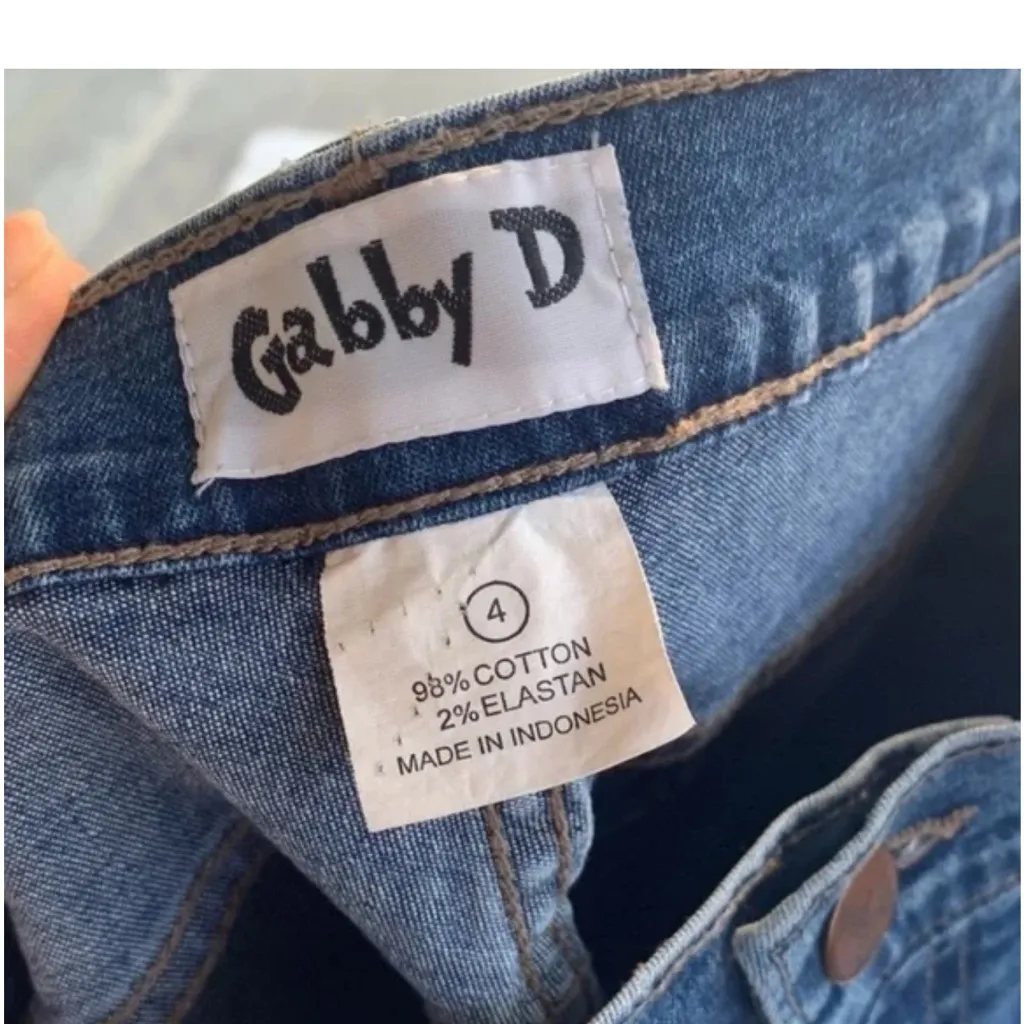 Gabby D
4
98% COTTON
2% ELASTAN
MADE IN INDONESIA